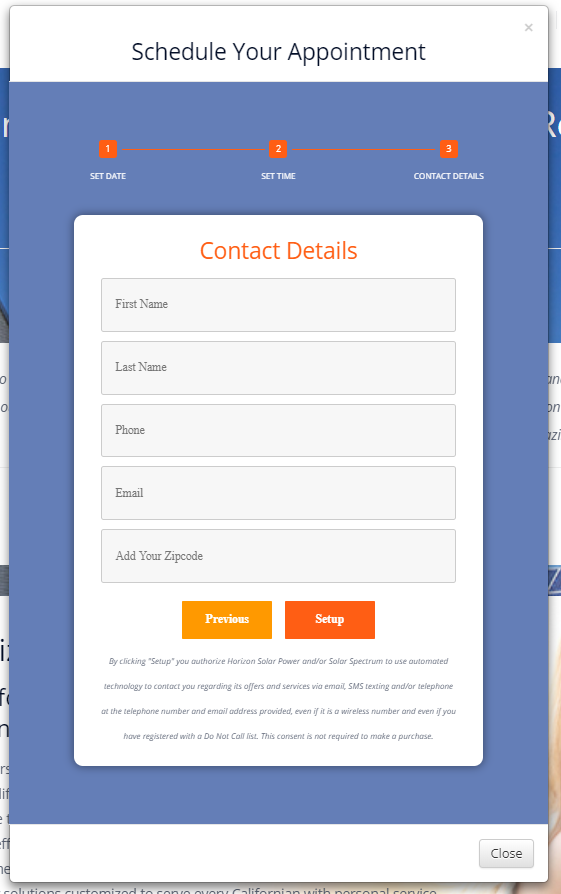 ×
Schedule Your Appointment
1
2
3
SET DATE
SET TIME
CONTACT DETAILS
Contact Details
First Name
Last Name
Phone
Email
Add Your Zipcode
Previous
Setup
By clicking "Setup" you authorize Horizon Solar Power and/or Solar Spectrum to use automated
technology to contact you regarding its offers and services via email, SMS texting and/or telephone
at the telephone number and email address provided, even if it is a wireless number and even if you
have registered with a Do Not Call list. This consent is not required to make a purchase.
Close
solutions customized to serve every Californian with personal service